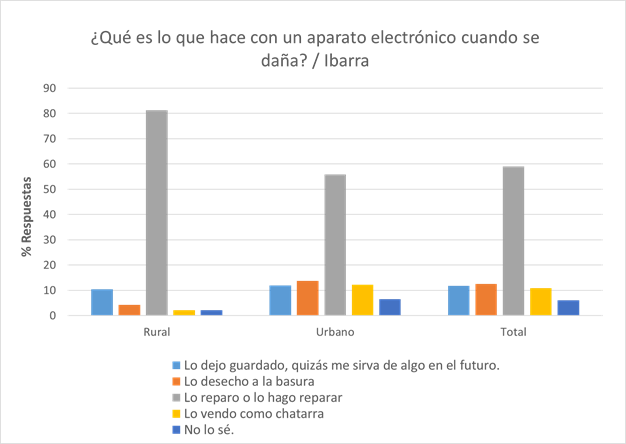 ¿Qué es lo que hace con un aparato electrónico cuando se
daña? / Ibarra
% Respuestas
90
80
70
60
50
40
30
20
10
0
Rural
Urbano
Total
Lo dejo guardado, quizás me sirva de algo en el futuro.
Lo desecho a la basura
Lo reparo o lo hago reparar
Lo vendo como chatarra
No lo sé.